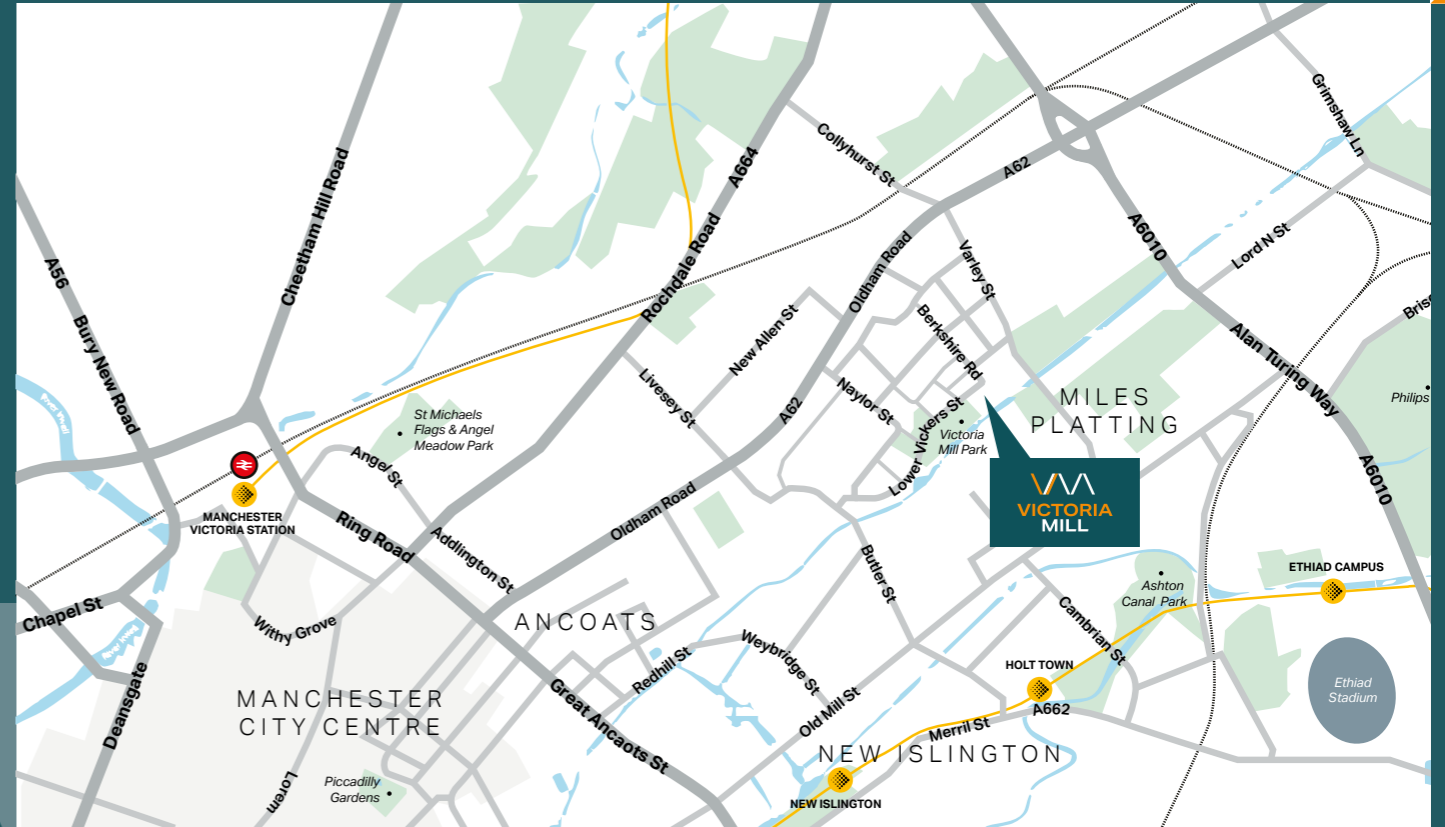 Grimshaw Ln
Collyhurst St
A664
A62
Cheetham Hill Road
A56
Bury New Road
Rochdale Road
Oldham Road
Varley St
A6010
Lord N St
Berkshire Rd
New Allen St
Livesey St
Naylor St
A62
Lower Vickers St
Victoria
Mill Park
MILES
PLATTING
Alan Turing Way
Philips
A6010
St Michaels
Flags & Angel
Meadow Park
Angel St
MANCHESTER
VICTORIA STATION
Ring Road
Addlington St
Oldham Road
VICTORIA
MILL
Butler St
ETHIAD CAMPUS
Ashton
Canal Park
Cambrian St
Chapel St
Withy Grove
ANCOATS
Redhill St
Weybridge St
HOLT TOWN
A662
Ethiad
Stadium
Deansgate
MANCHESTER
CITY CENTRE
Great Ancaots St
Old Mill St
Merril St
NEW ISLINGTON
Lorem
Piccadilly
Gardens
NEW ISLINGTON